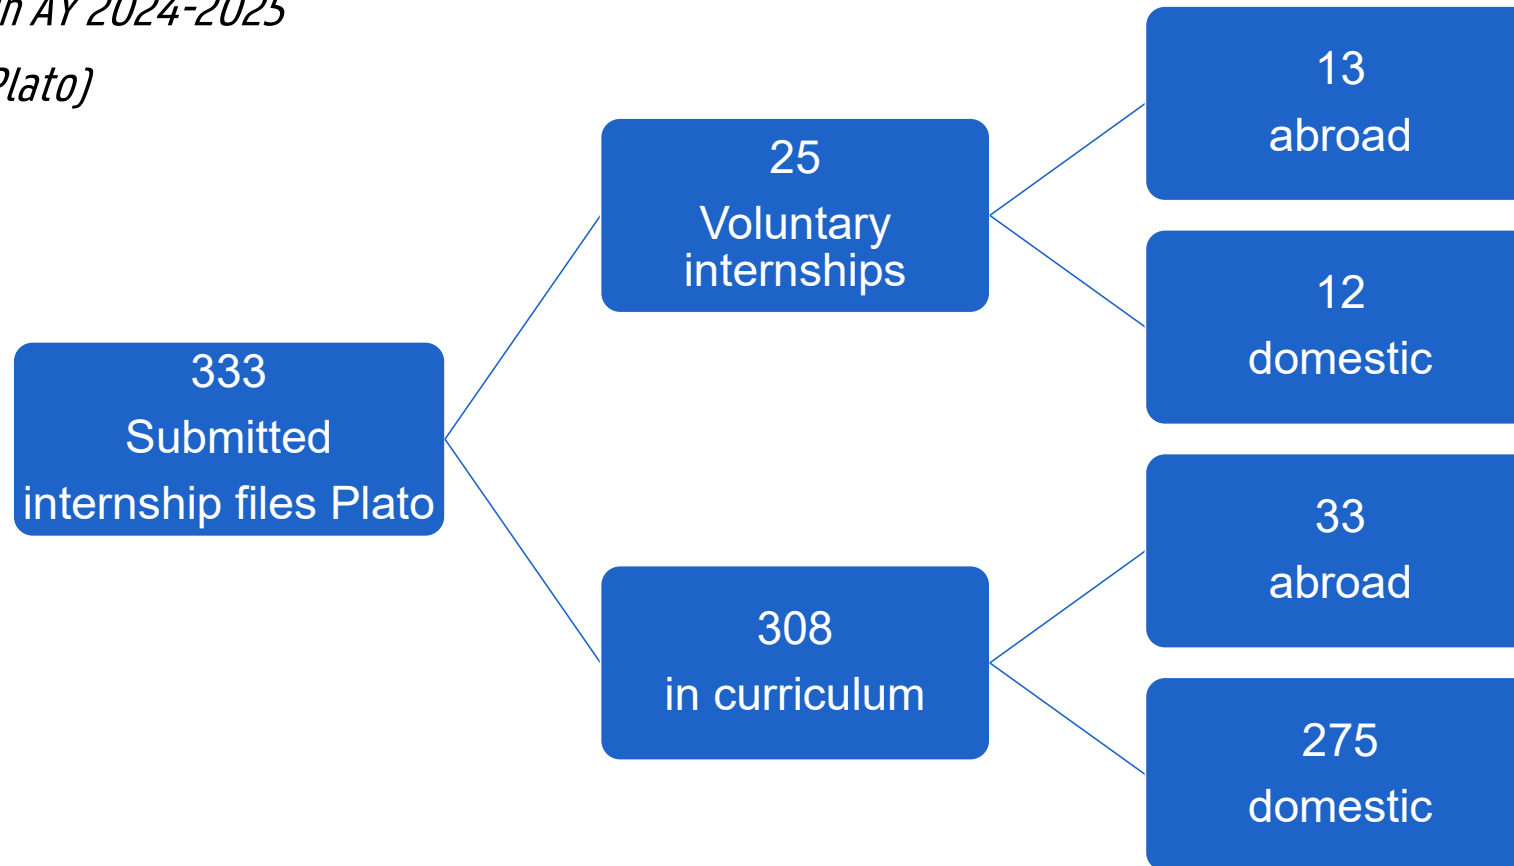 in AY 2024-2025
Plato)
333
Submitted
internship files Plato
25
Voluntary
internships
308
in curriculum
13
abroad
12
domestic
33
abroad
275
domestic